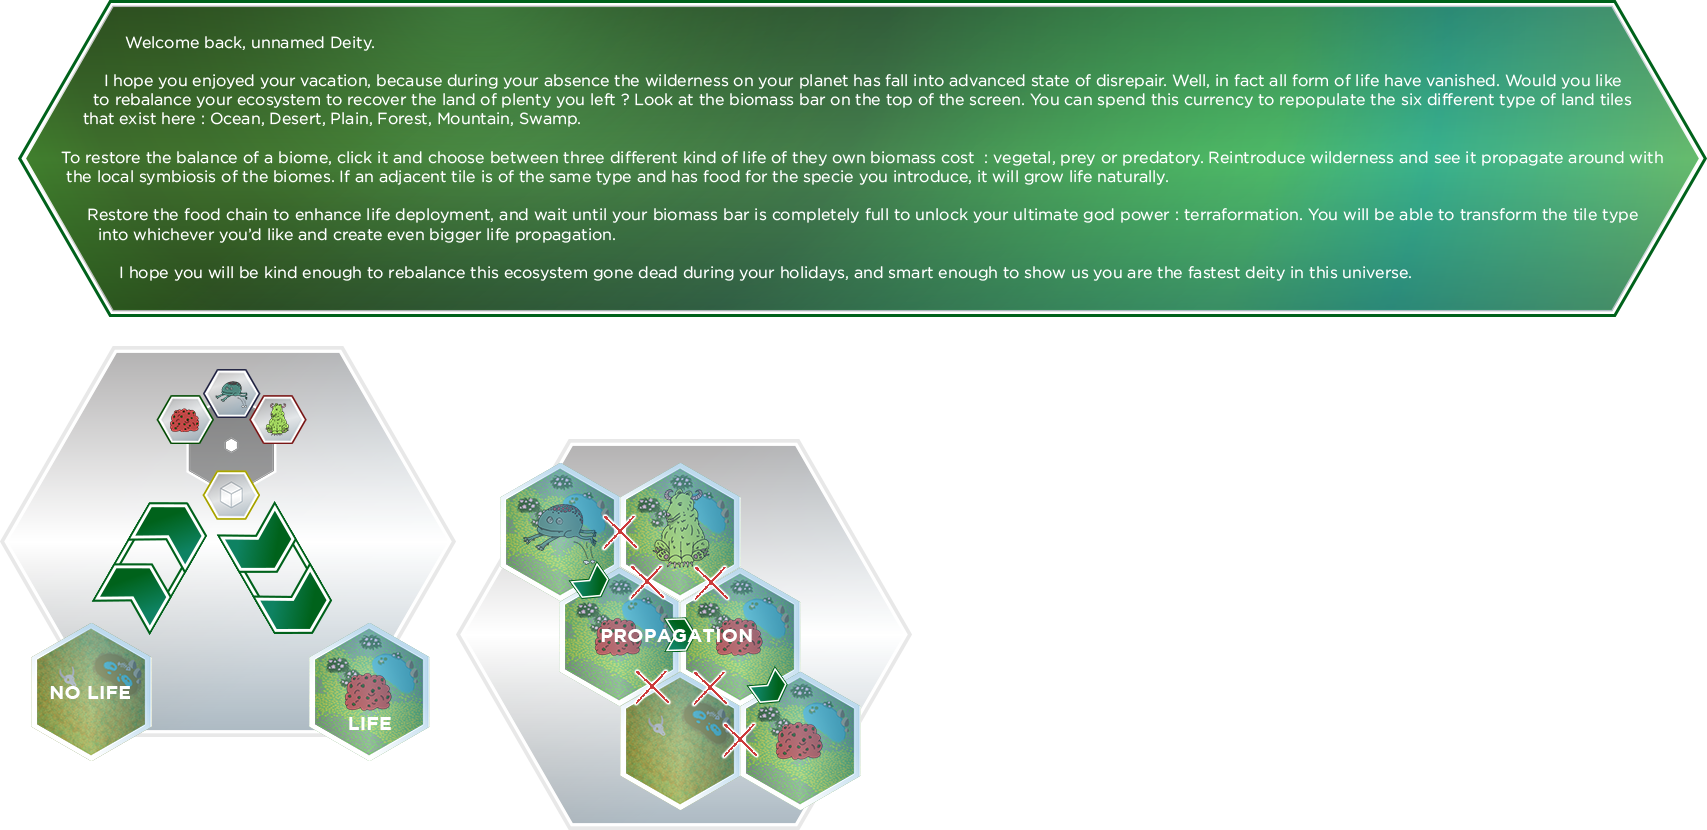 Welcome back, unnamed Deity.
I hope you enjoyed your vacation, because during your absence the wilderness on your planet has fall into advanced state of disrepair. Well, in fact all form of life have vanished. Would you like
to rebalance your ecosystem to recover the land of plenty you left ? Look at the biomass bar on the top of the screen. You can spend this currency to repopulate the six different type of land tiles
that exist here : Ocean, Desert, Plain, Forest, Mountain, Swamp.
To restore the balance of a biome, click it and choose between three different kind of life of they own biomass cost  : vegetal, prey or predatory. Reintroduce wilderness and see it propagate around with
the local symbiosis of the biomes. If an adjacent tile is of the same type and has food for the specie you introduce, it will grow life naturally.
Restore the food chain to enhance life deployment, and wait until your biomass bar is completely full to unlock your ultimate god power : terraformation. You will be able to transform the tile type
into whichever you’d like and create even bigger life propagation.
I hope you will be kind enough to rebalance this ecosystem gone dead during your holidays, and smart enough to show us you are the fastest deity in this universe.
NO LIFE
LIFE
PROPAGATION